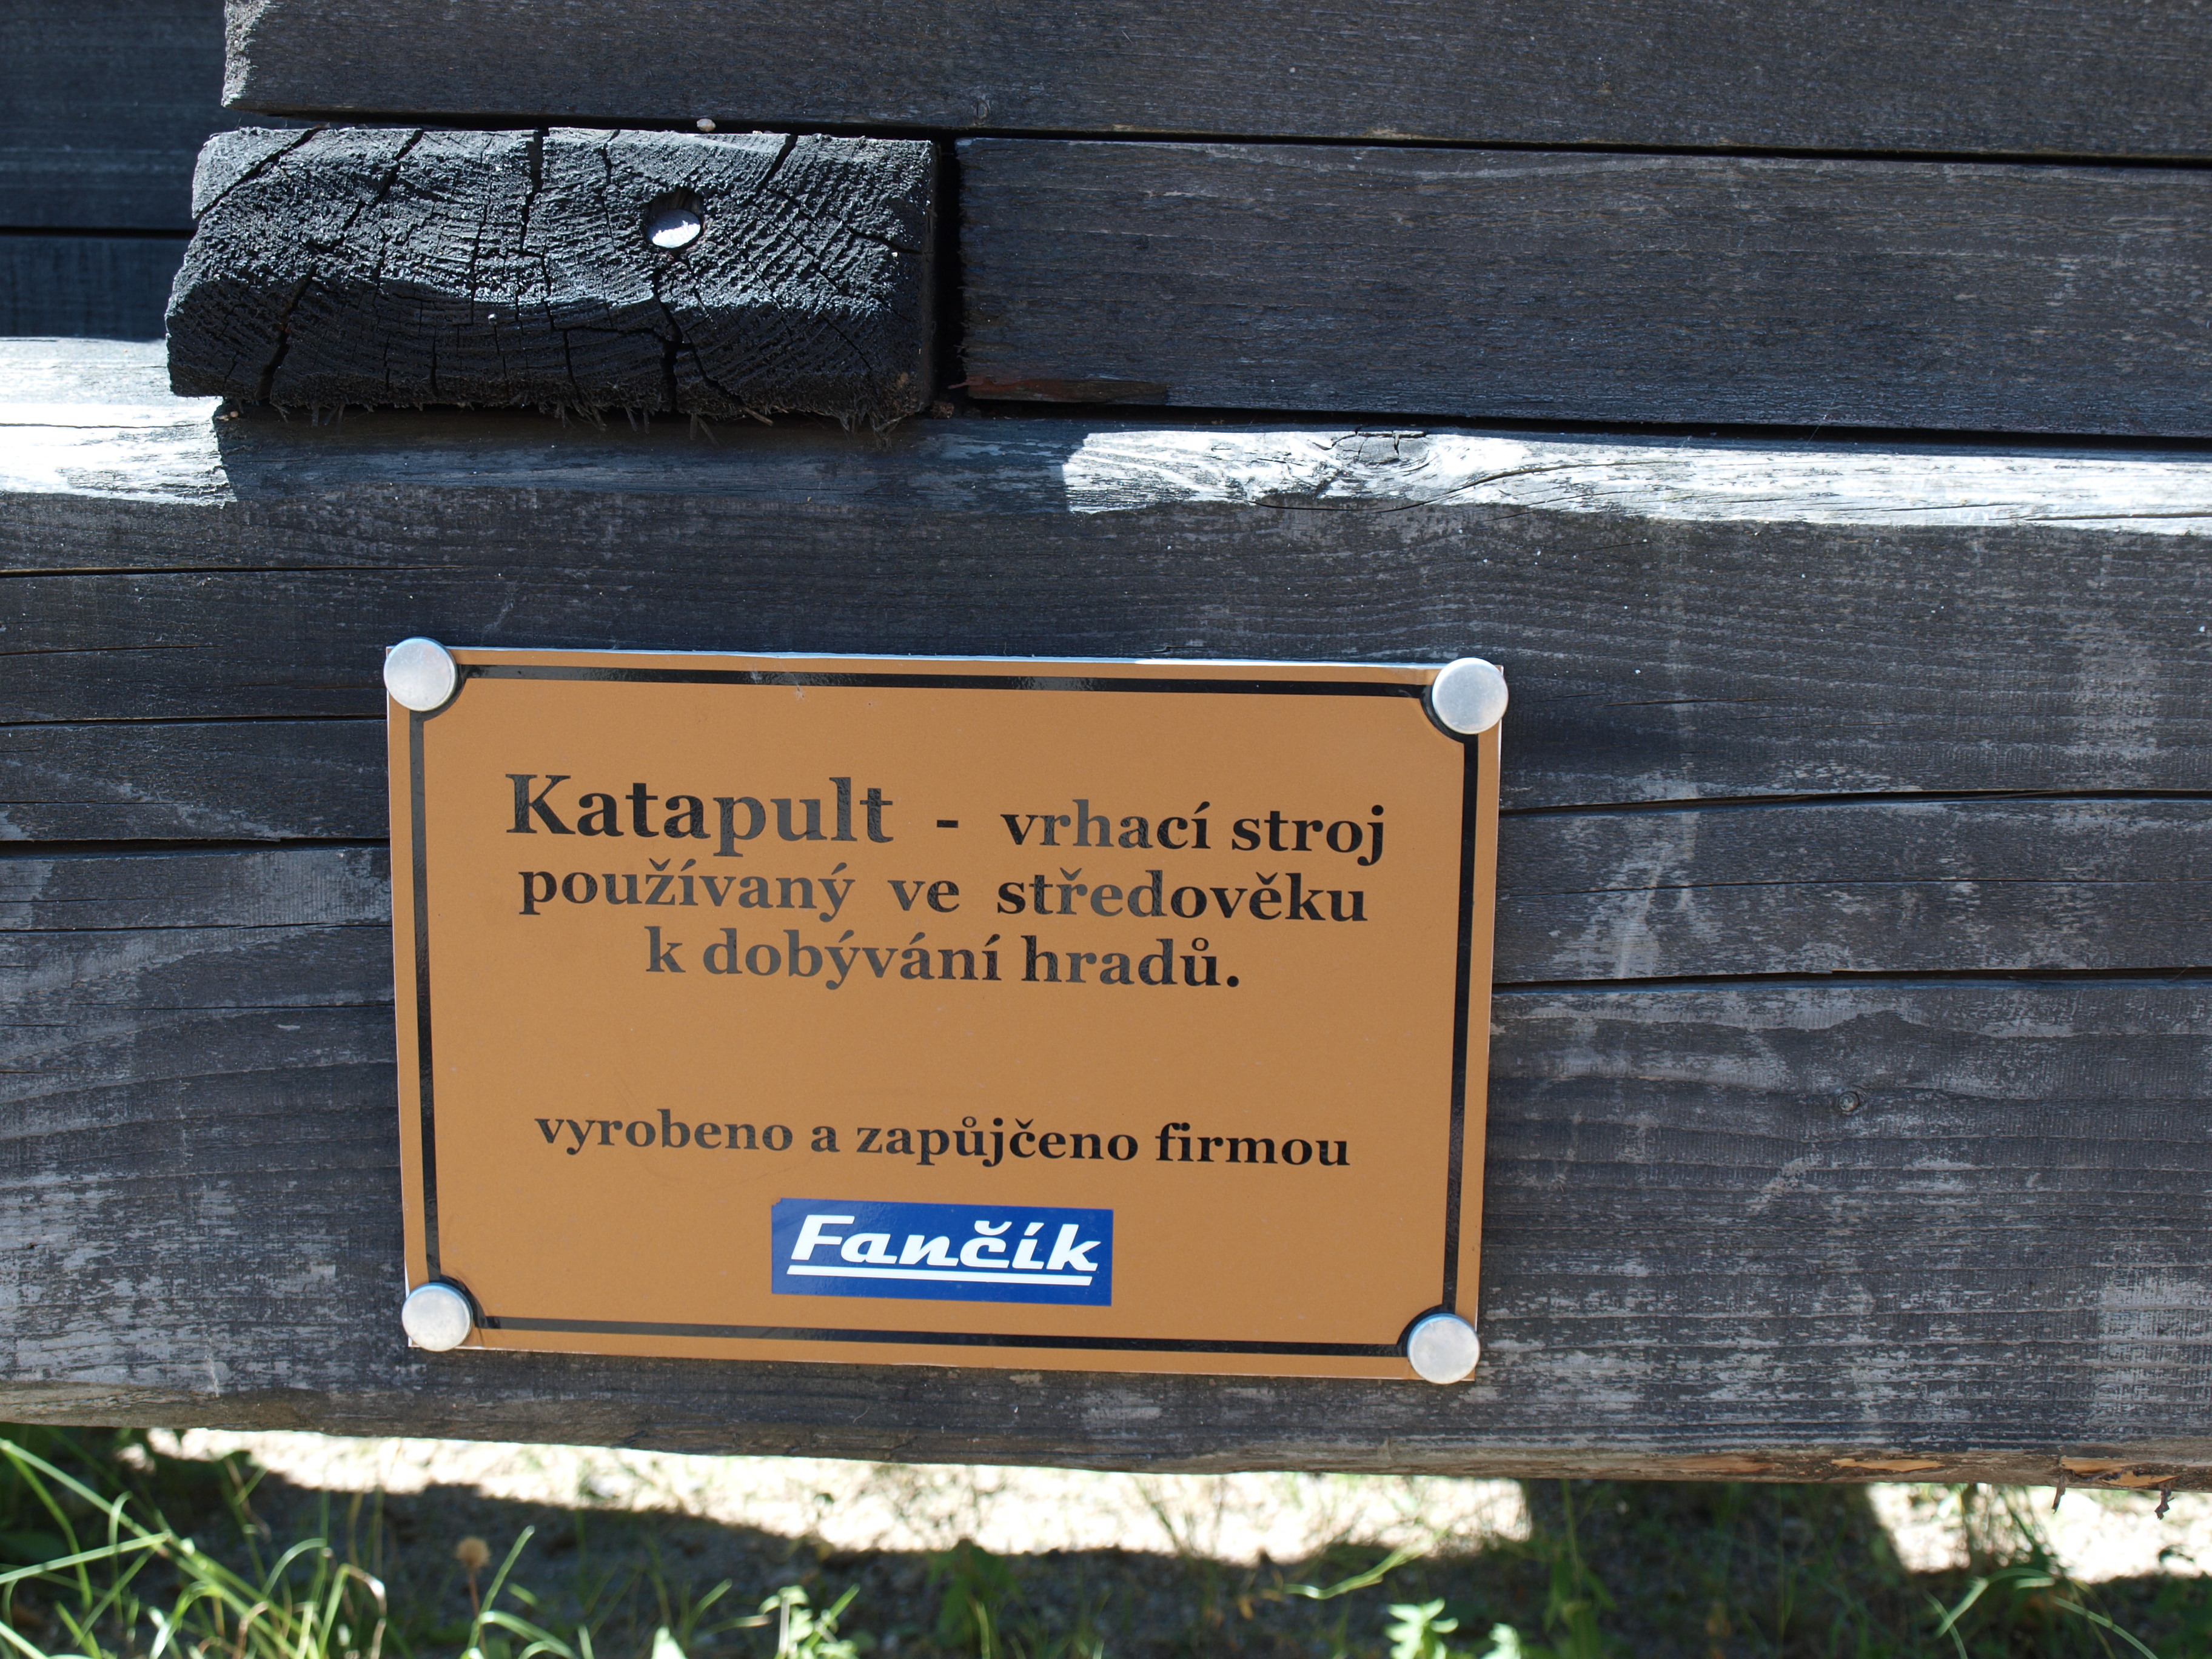 Katapult - vrhací stroj
používaný ve středověku
k dobývání hradů.
vyrobeno a zapůjčeno firmou
Fančík